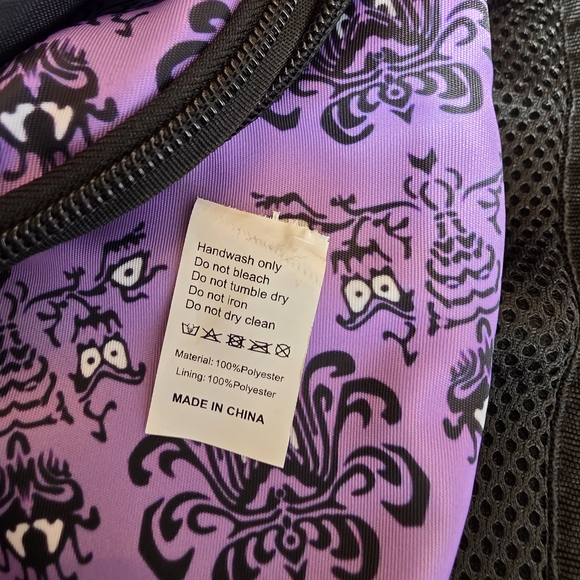 Handwash only
Do not bleach
Do not tumble dry
Do not iron
Do not dry clean
Material: 100%Polyester
Lining: 100%Polyester
MADE IN CHINA